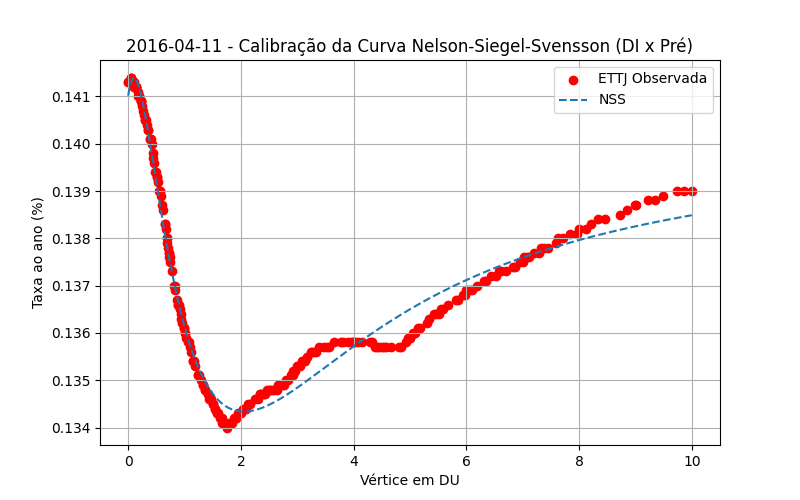 2016-04-11 - Calibração da Curva Nelson-Siegel-Svensson (DI x Pré)
ETTJ Observada
NSS
Taxa ao ano (%)
0.141
0.140
0.139
0.138
0.137
0.136
0.135
0.134
0 2 4 6 8 10
Vértice em DU